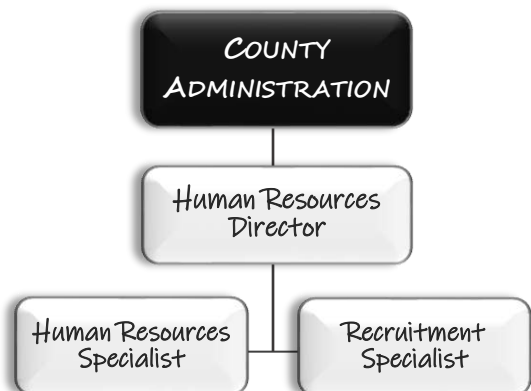 COUNTY
ADMINISTRATION
Human Resources
Director
Human Resources
Specialist
Recruitment
Specialist